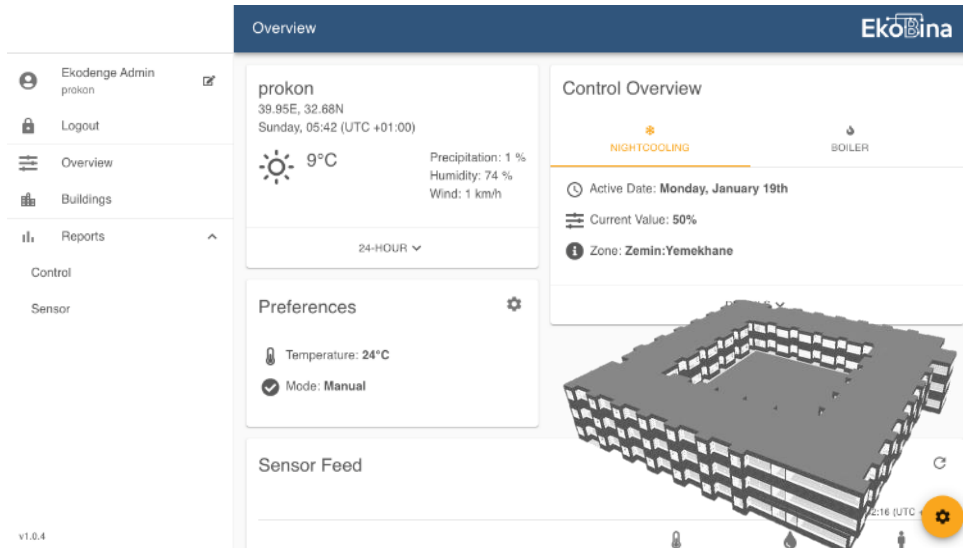 Overview
EkoBina
Ekodenge Admin
prokon
Logout
Overview
Buildings
Reports
Control
Sensor
v1.0.4
prokon
39.95E, 32.68N
Sunday, 05:42 (UTC +01:00)
9°C
Precipitation: 1 %
Humidity: 74 %
Wind: 1 km/h
24-HOUR
Preferences
Temperature: 24°C
Mode: Manual
Control Overview
NIGHTCOOLING
BOILER
Active Date: Monday, January 19th
Current Value: 50%
Zone: Zemin:Yemekhane
Sensor Feed
2:16 (UTC